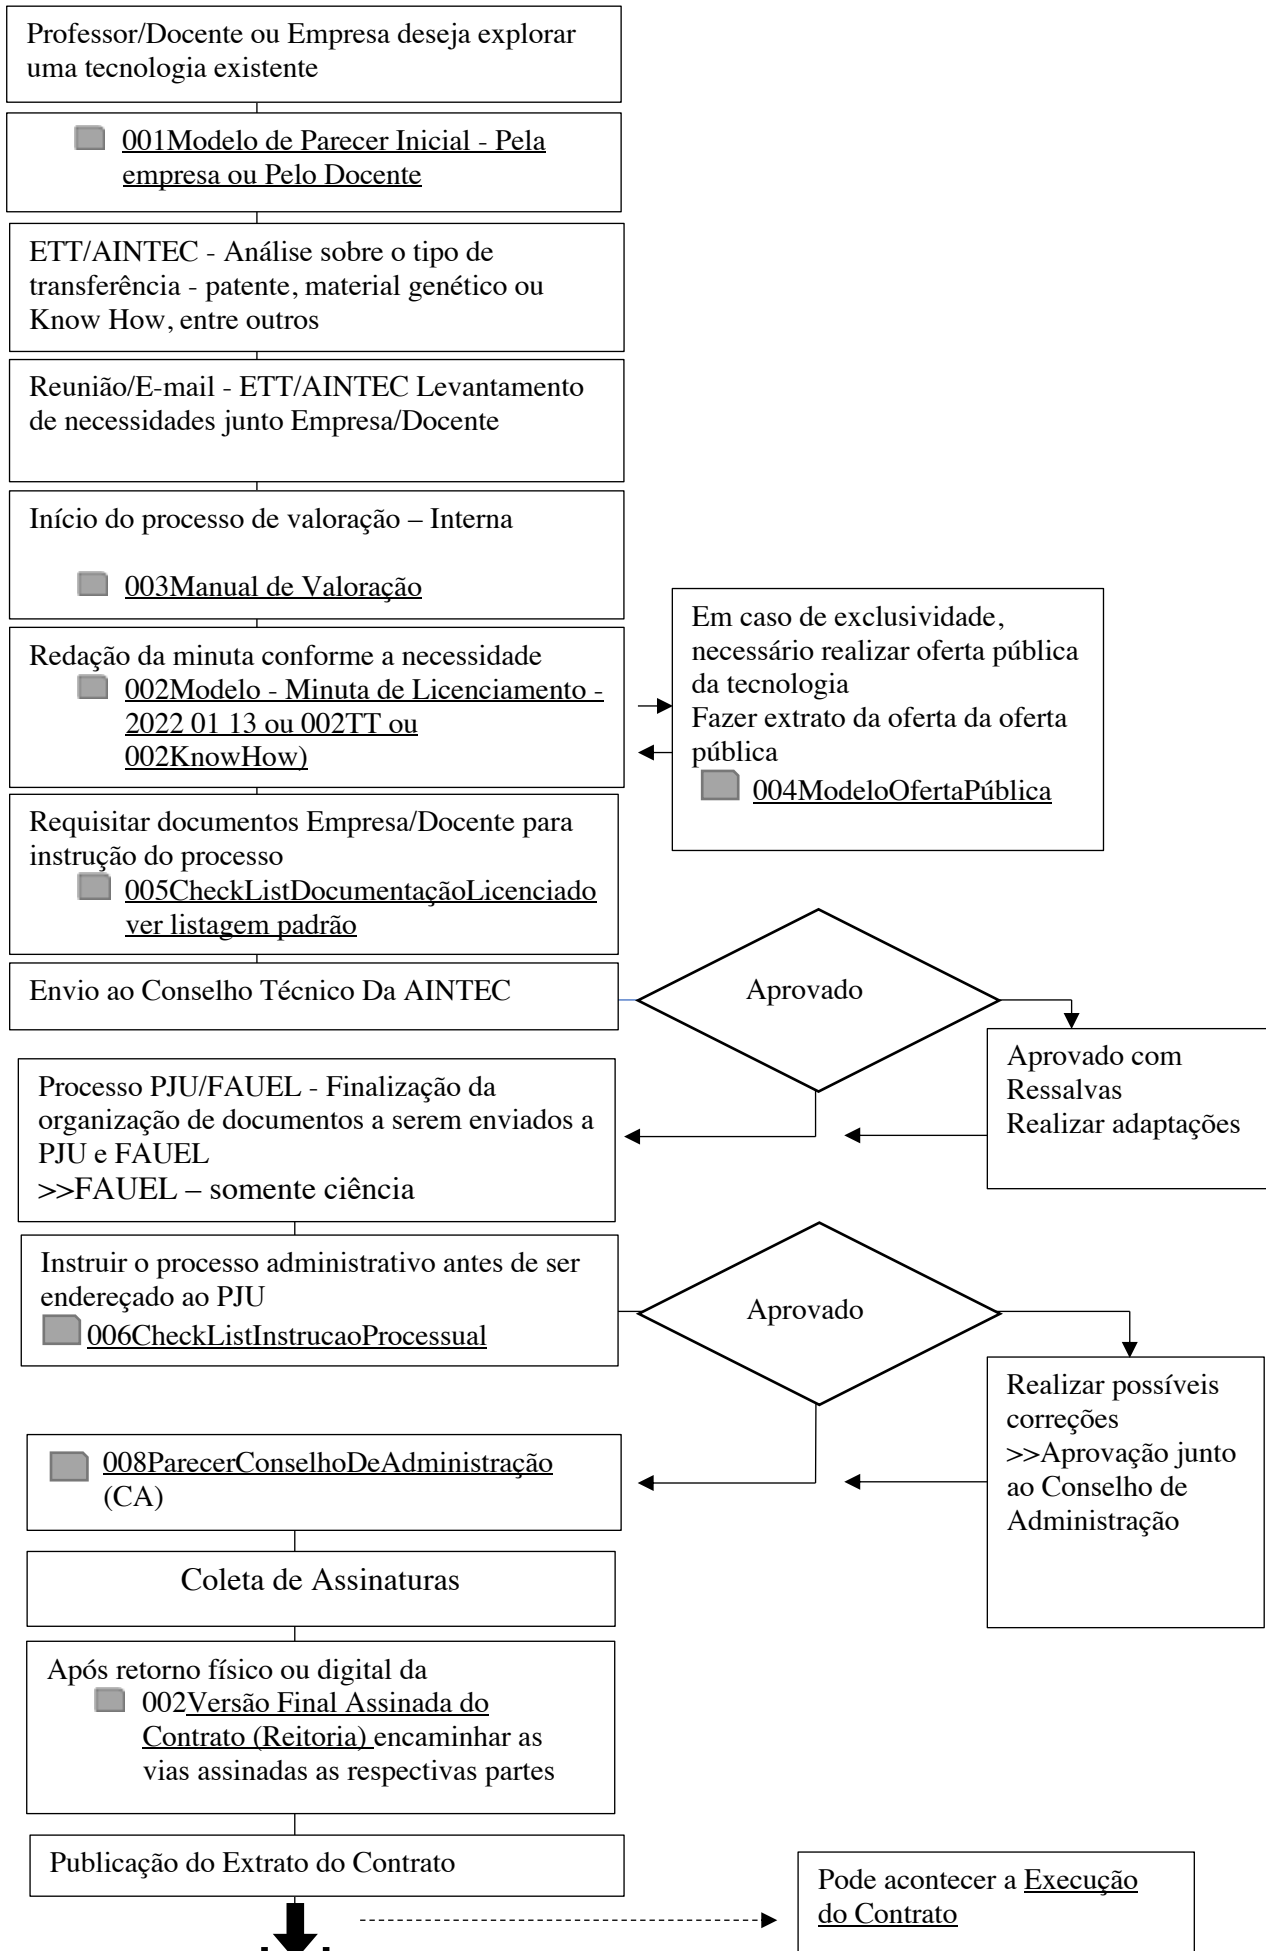 Professor/Docente ou Empresa deseja explorar
uma tecnologia existente
001Modelo de Parecer Inicial - Pela
empresa ou Pelo Docente
ETT/AINTEC - Análise sobre o tipo de
transferência - patente, material genético ou
Know How, entre outros
Reunião/E-mail - ETT/AINTEC Levantamento
de necessidades junto Empresa/Docente
Início do processo de valoração – Interna
003Manual de Valoração
Redação da minuta conforme a necessidade
002Modelo - Minuta de Licenciamento -
2022 01 13 ou 002TT ou
002KnowHow)
Em caso de exclusividade,
necessário realizar oferta pública
da tecnologia
Fazer extrato da oferta da oferta
pública
004ModeloOfertaPública
Requisitar documentos Empresa/Docente para
instrução do processo
005CheckListDocumentaçãoLicenciado
ver listagem padrão
Envio ao Conselho Técnico Da AINTEC
Aprovado
Aprovado com
Ressalvas
Realizar adaptações
Processo PJU/FAUEL - Finalização da
organização de documentos a serem enviados a
PJU e FAUEL
>>FAUEL – somente ciência
Instruir o processo administrativo antes de ser
endereçado ao PJU
006CheckListInstrucaoProcessual
Aprovado
Realizar possíveis
correções
>>Aprovação junto
ao Conselho de
Administração
008ParecerConselhoDeAdministração
(CA)
Coleta de Assinaturas
Após retorno físico ou digital da
002Versão Final Assinada do
Contrato (Reitoria) encaminhar as
vias assinadas as respectivas partes
Publicação do Extrato do Contrato
Pode acontecer a Execução
do Contrato